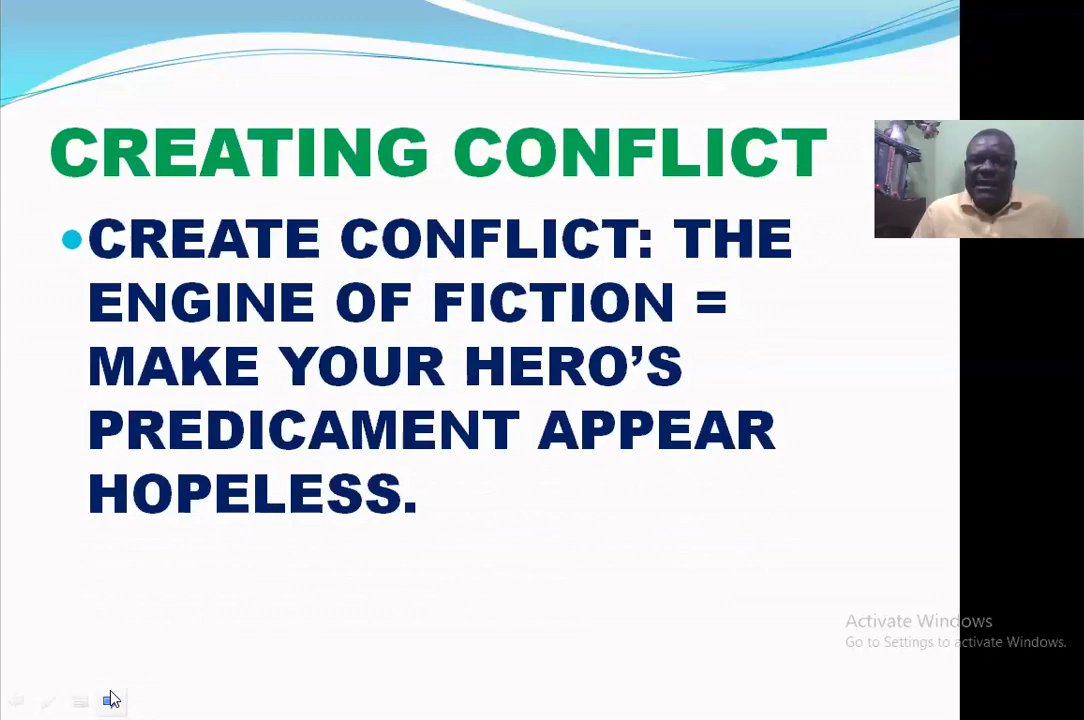 CREATING CONFLICT
•CREATE CONFLICT: THE
ENGINE OF FICTION =
MAKE YOUR HERO’S
PREDICAMENT APPEAR
HOPELESS.
Activate Windows
Go to Settings to activate Windows.